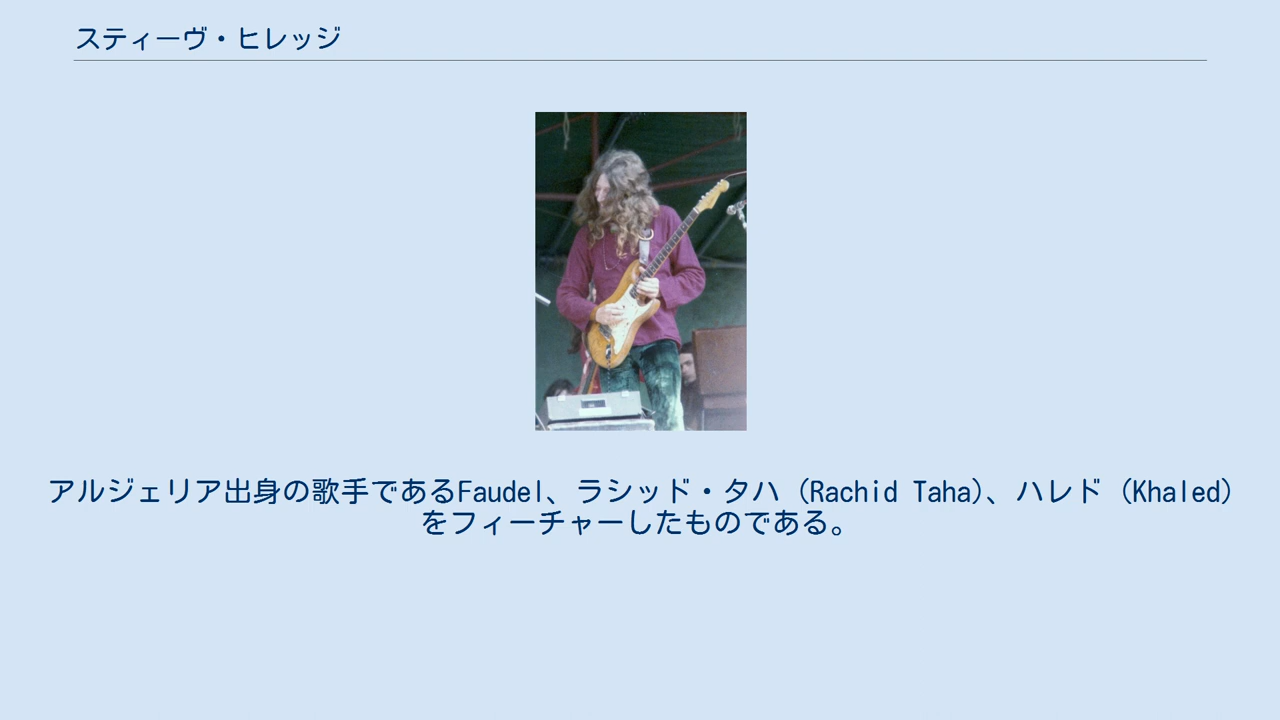 スティーヴ・ヒレッジ
アルジェリア出身の歌手であるFaudel、ラシッド・タハ (Rachid Taha)、ハレド (Khaled)
をフィーチャーしたものである。